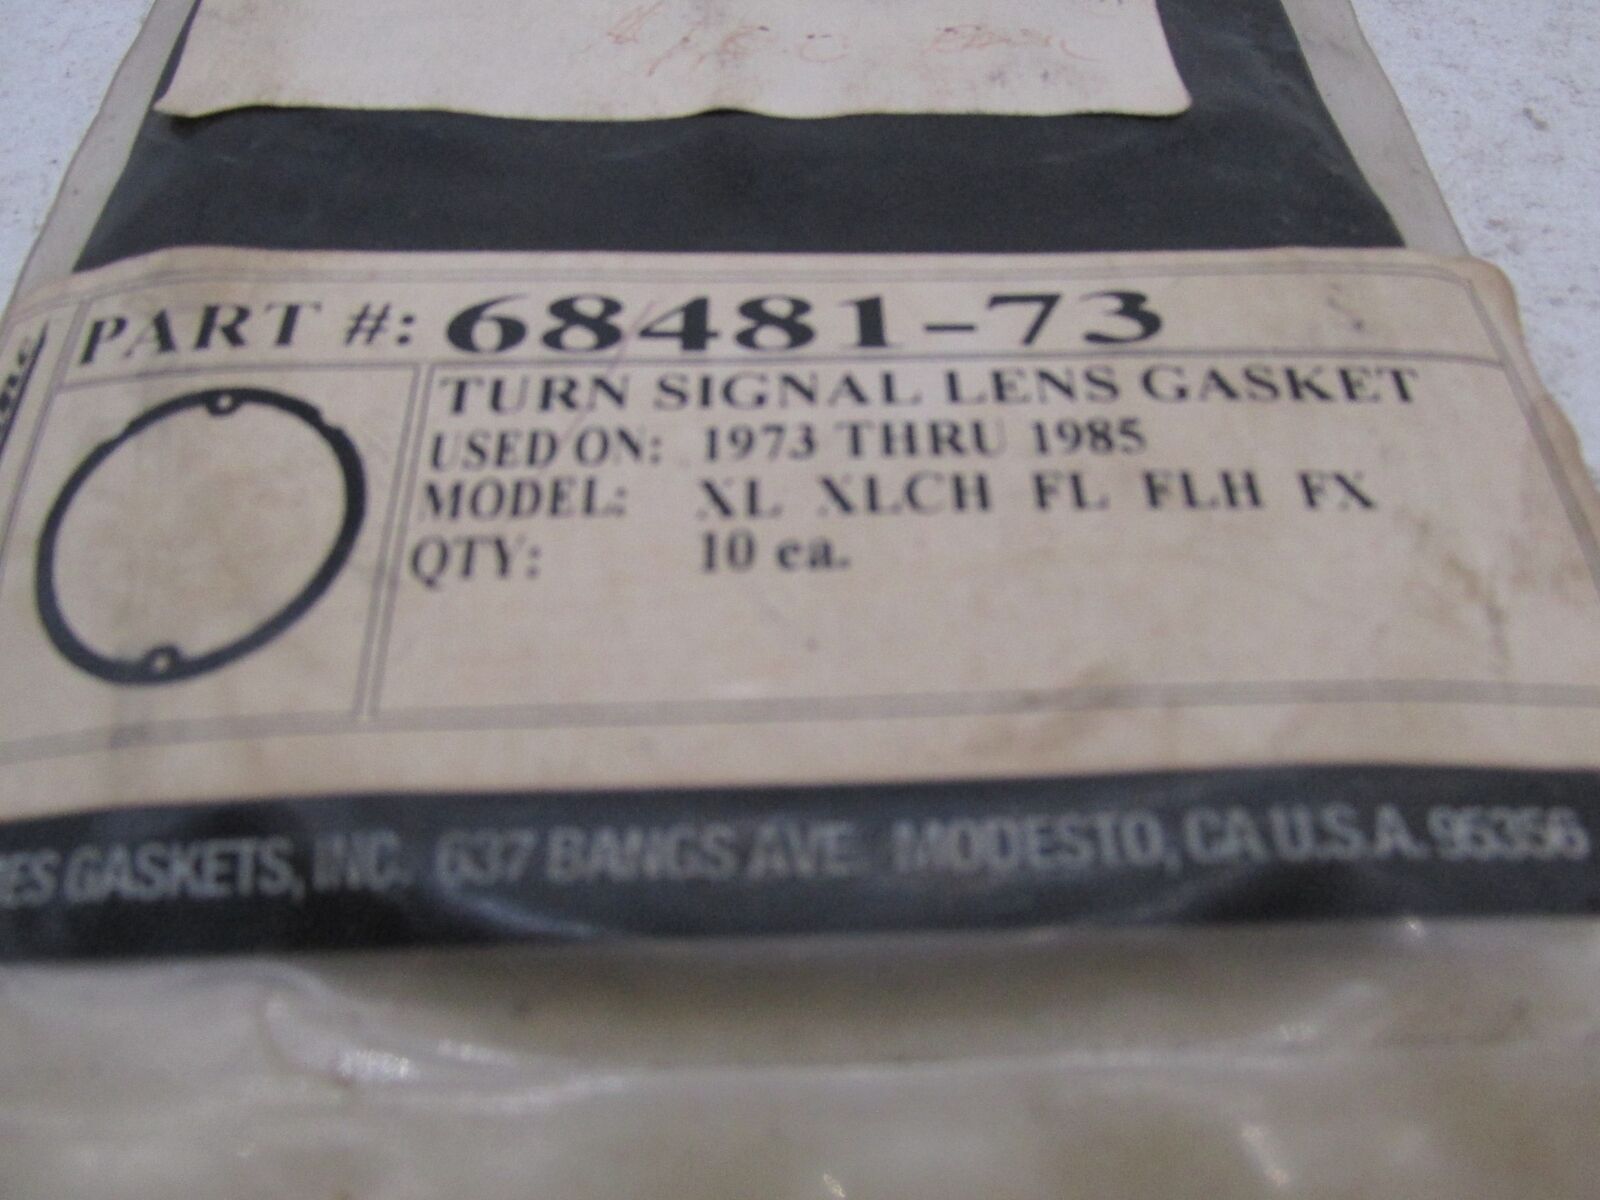 PART #: 68481-73
TURN SIGNAL LENS GASKET
USED ON: 1973 THRU 1985
MODEL: XL XLCH FL FLH FX
QTY: 10 ea.
ES GASKETS, INC. 637 BANGS AVE MODESTO, CA U.S.A. 95356